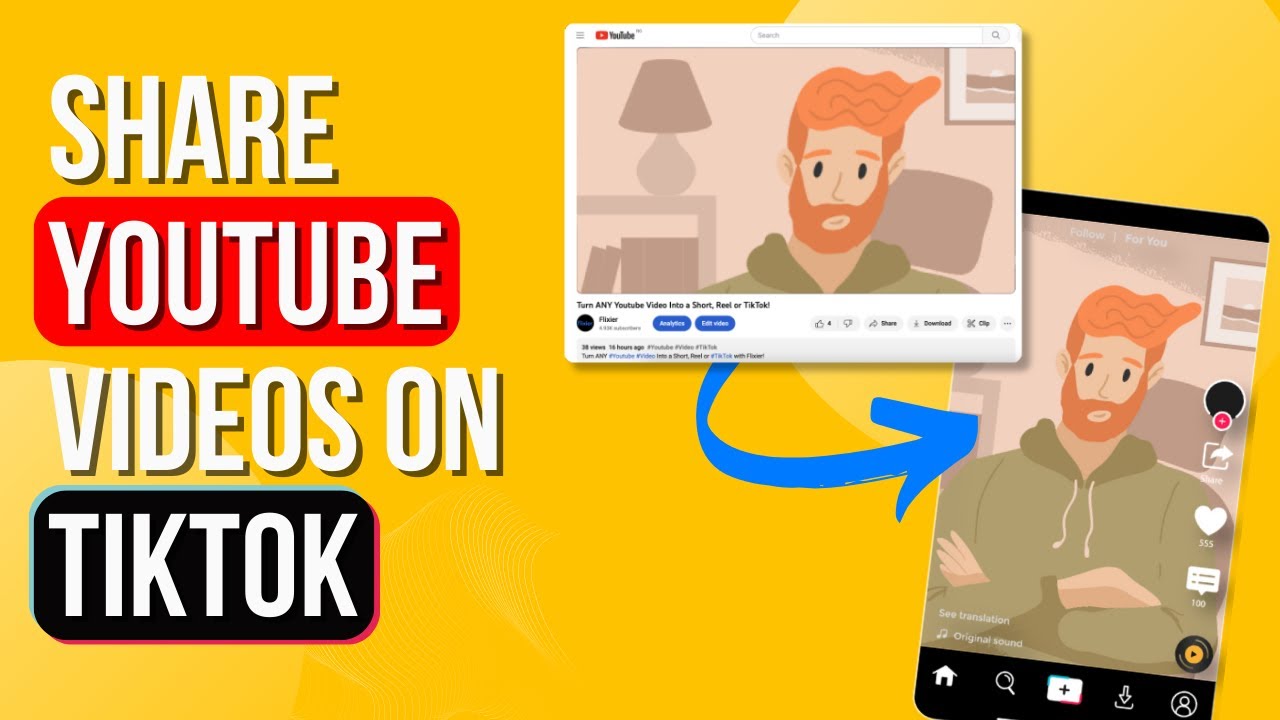 SHARE
YOUTUBE
VIDEOS ON
TIKTOK
YouTube
Search
Turn ANY Youtube Video Into a Short, Reel or TikTok!
Flixier
4.93K subscribers
Analytics
Edit video
4
Share
Download
Clip
38 views 16 hours ago #Youtube #Video #TikTok
Turn ANY #Youtube #Video Into a Short, Reel or #TikTok with Flixier!
Follow | For You
share
555
100
See translation
Original sound